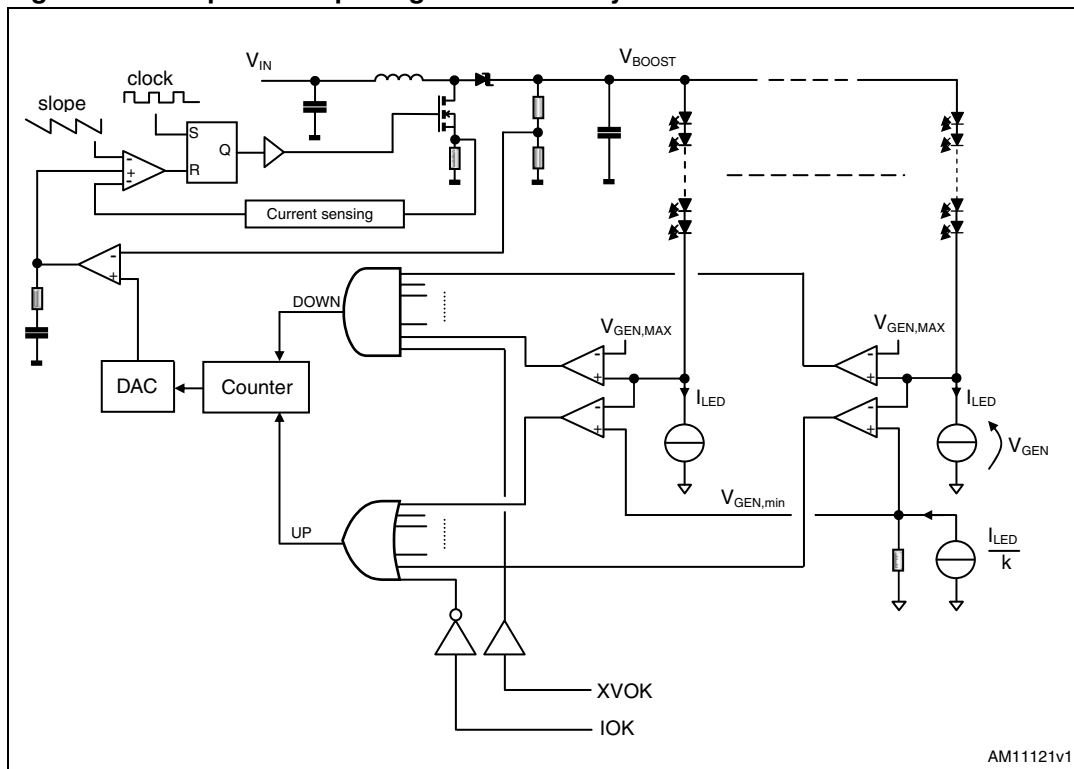 V_IN
V_BOOST
clock
slope
S
Q
R
-
+
-
Current sensing
-
+
DOWN
V_GEN,MAX
V_GEN,MAX
-
+
-
+
DAC
Counter
I_LED
I_LED
-
+
-
+
V_GEN
V_GEN,min
UP
I_LED
k
XVOK
IOK
AM11121v1